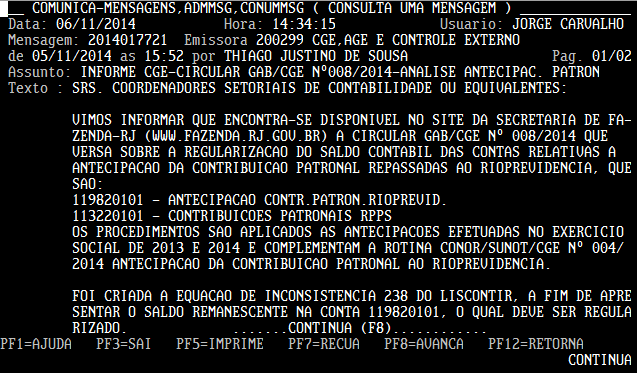 __ COMUNICA-MENSAGENS,ADMMSG,CONUMMSG ( CONSULTA UMA MENSAGEM ) ________________
Data: 06/11/2014 Hora: 14:34:15 Usuario: JORGE CARVALHO
Mensagem: 2014017721 Emissora 200299 CGE,AGE E CONTROLE EXTERNO
de 05/11/2014 as 15:52 por THIAGO JUSTINO DE SOUSA Pag. 01/02
Assunto: INFORME CGE-CIRCULAR GAB/CGE Nº008/2014-ANALISE ANTECIPAC. PATRON
Texto : SRS. COORDENADORES SETORIAIS DE CONTABILIDADE OU EQUIVALENTES:
VIMOS INFORMAR QUE ENCONTRA-SE DISPONIVEL NO SITE DA SECRETARIA DE FA-
ZENDA-RJ (WWW.FAZENDA.RJ.GOV.BR) A CIRCULAR GAB/CGE Nº 008/2014 QUE
VERSA SOBRE A REGULARIZACAO DO SALDO CONTABIL DAS CONTAS RELATIVAS A
ANTECIPACAO DA CONTRIBUICAO PATRONAL REPASSADAS AO RIOPREVIDENCIA, QUE
SAO:
119820101 - ANTECIPACAO CONTR.PATRON.RIOPREVID.
113220101 - CONTRIBUICOES PATRONAIS RPPS
OS PROCEDIMENTOS SAO APLICADOS AS ANTECIPACOES EFETUADAS NO EXERCICIO
SOCIAL DE 2013 E 2014 E COMPLEMENTAM A ROTINA CONOR/SUNOT/CGE Nº 004/
2014 ANTECIPACAO DA CONTRIBUICAO PATRONAL AO RIOPREVIDENCIA.
FOI CRIADA A EQUACAO DE INCONSISTENCIA 238 DO LISCONTIR, A FIM DE APRE
SENTAR O SALDO REMANESCENTE NA CONTA 119820101, O QUAL DEVE SER REGULA
RIZADO. .......CONTINUA (F8)............
PF1=AJUDA PF3=SAI PF5=IMPRIME PF7=RECUA PF8=AVANCA PF12=RETORNA
CONTINUA